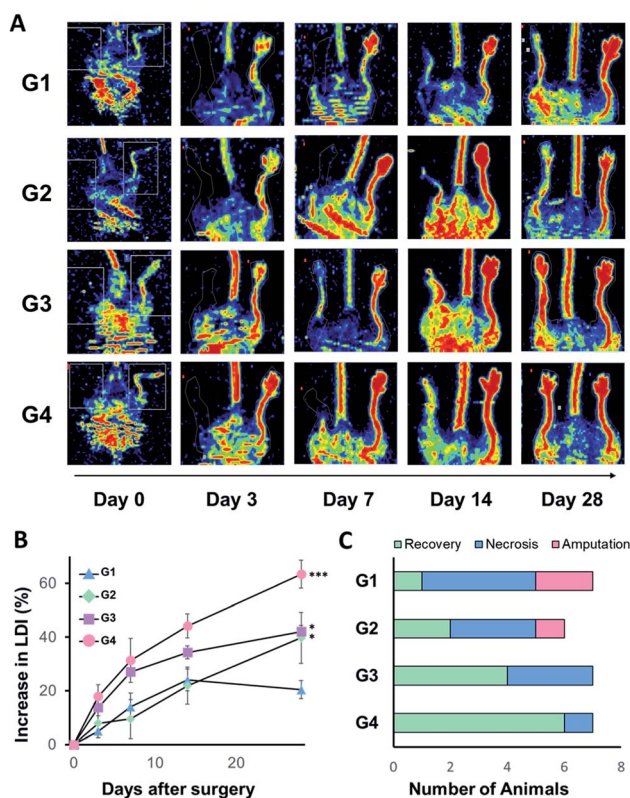 A
G1
G2
G3
G4
Day 0 Day 3 Day 7 Day 14 Day 28
B
Increase in LDI (%)
60
40
20
0
G1
G2
G3
G4
***
*
*
0 10 20
Days after surgery
C
Recovery Necrosis Amputation
G1
G2
G3
G4
0 2 4 6 8
Number of Animals